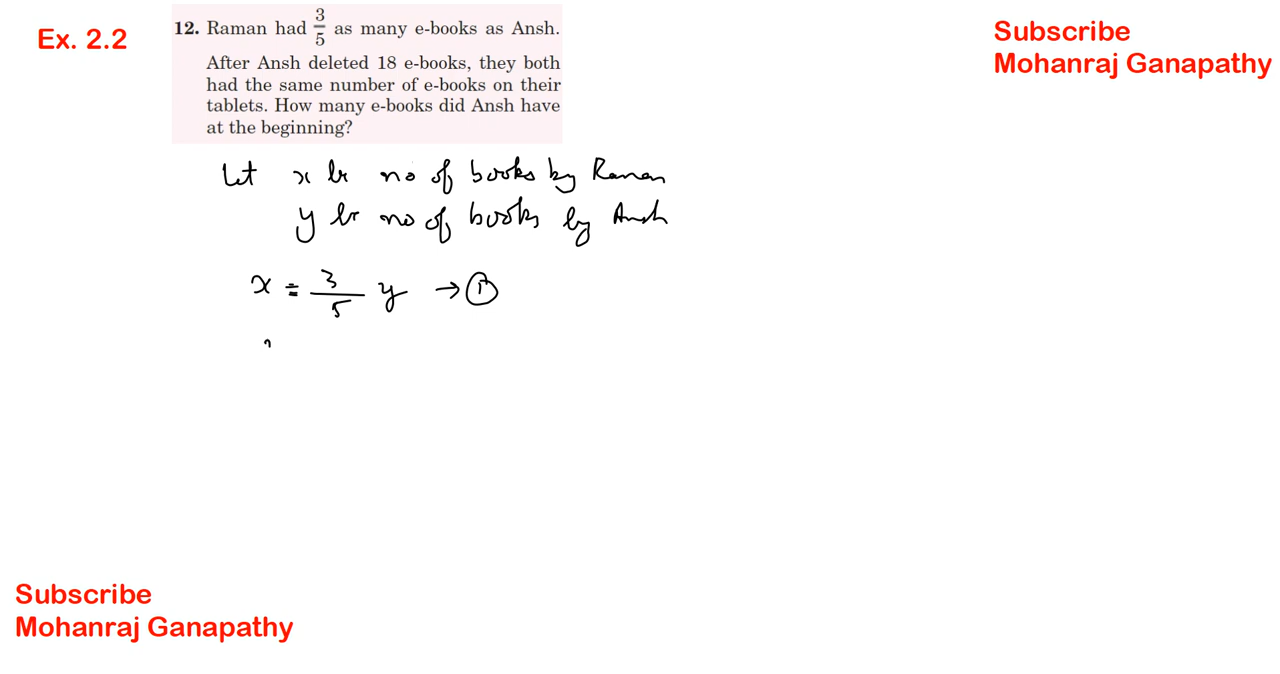 Ex. 2.2
12. Raman had 3/5 as many e-books as Ansh.
After Ansh deleted 18 e-books, they both
had the same number of e-books on their
tablets. How many e-books did Ansh have
at the beginning?
Subscribe
Mohanraj Ganapathy
Let x be no of books by Raman
y be no of books by Ansh
x = 3/5 y → ①
Subscribe
Mohanraj Ganapathy